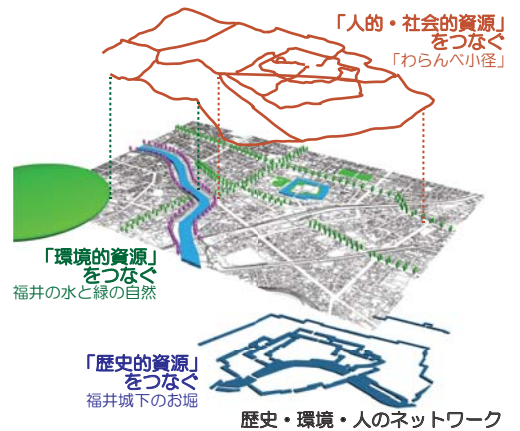 「人的・社会的資源」
をつなぐ
「わらんべ小径」
「環境的資源」
をつなぐ
福井の水と緑の自然
「歴史的資源」
をつなぐ
福井城下のお堀
歴史・環境・人のネットワーク